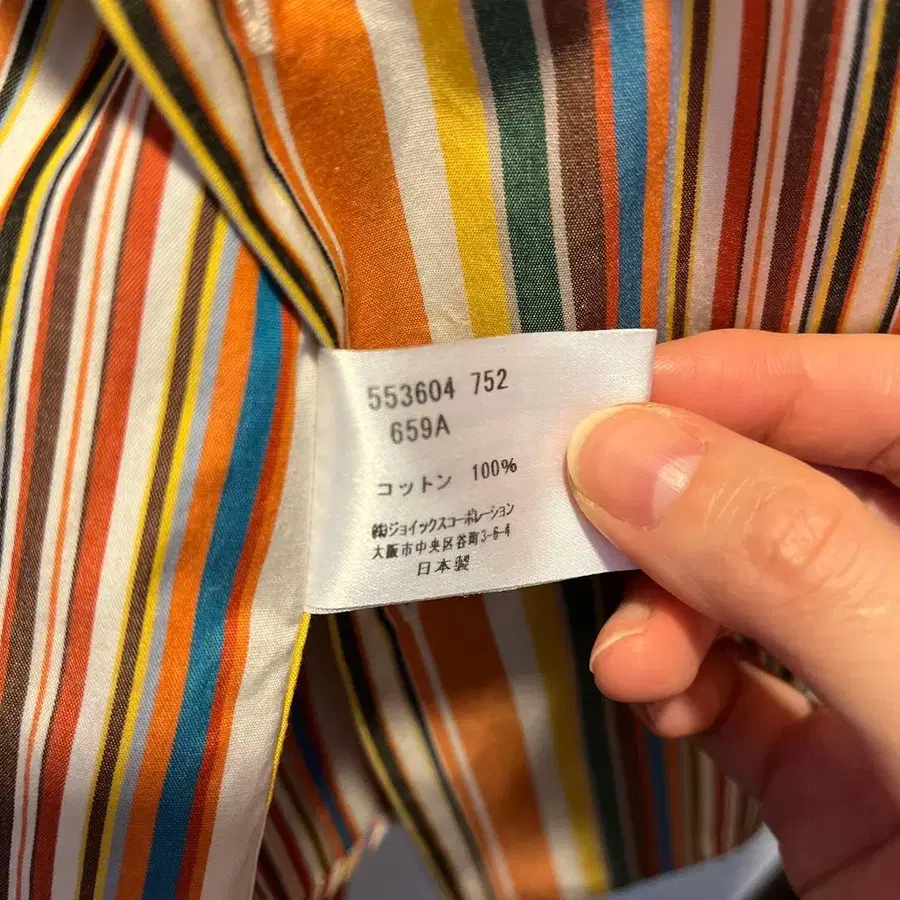 553604 752
659A
コットン 100%
㈱ジョイックスコーポレーション
大阪市中央区谷町3-6-4
日本製